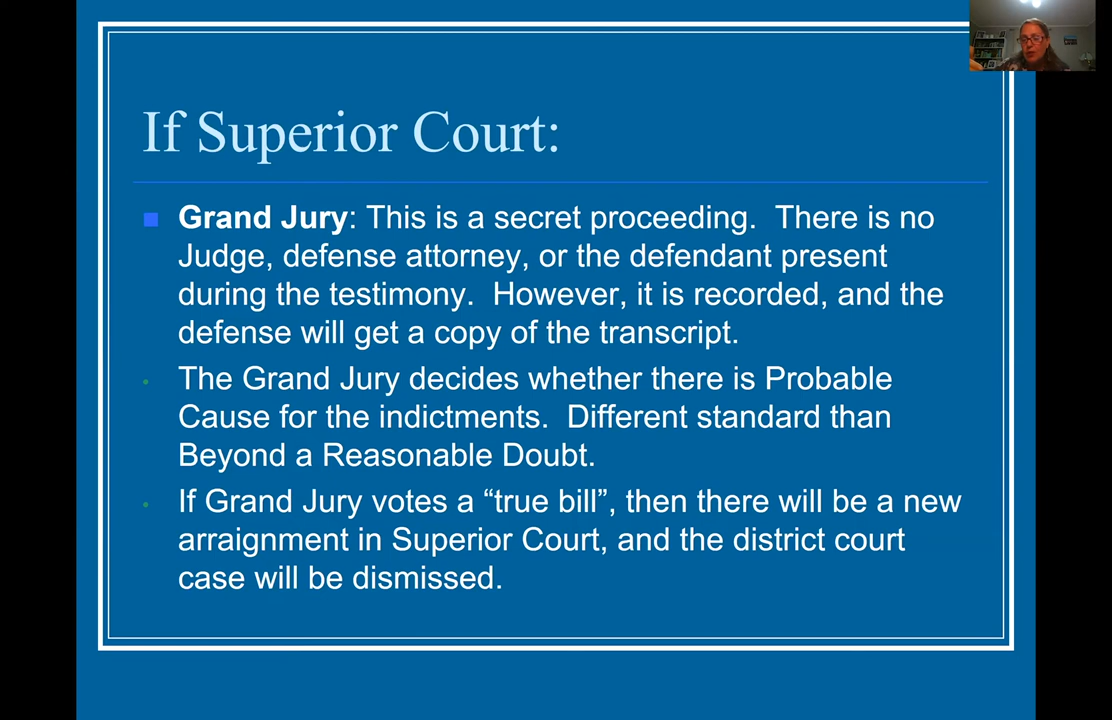 If Superior Court:
Grand Jury: This is a secret proceeding.  There is no
Judge, defense attorney, or the defendant present
during the testimony.  However, it is recorded, and the
defense will get a copy of the transcript.
The Grand Jury decides whether there is Probable
Cause for the indictments.  Different standard than
Beyond a Reasonable Doubt.
If Grand Jury votes a “true bill”, then there will be a new
arraignment in Superior Court, and the district court
case will be dismissed.